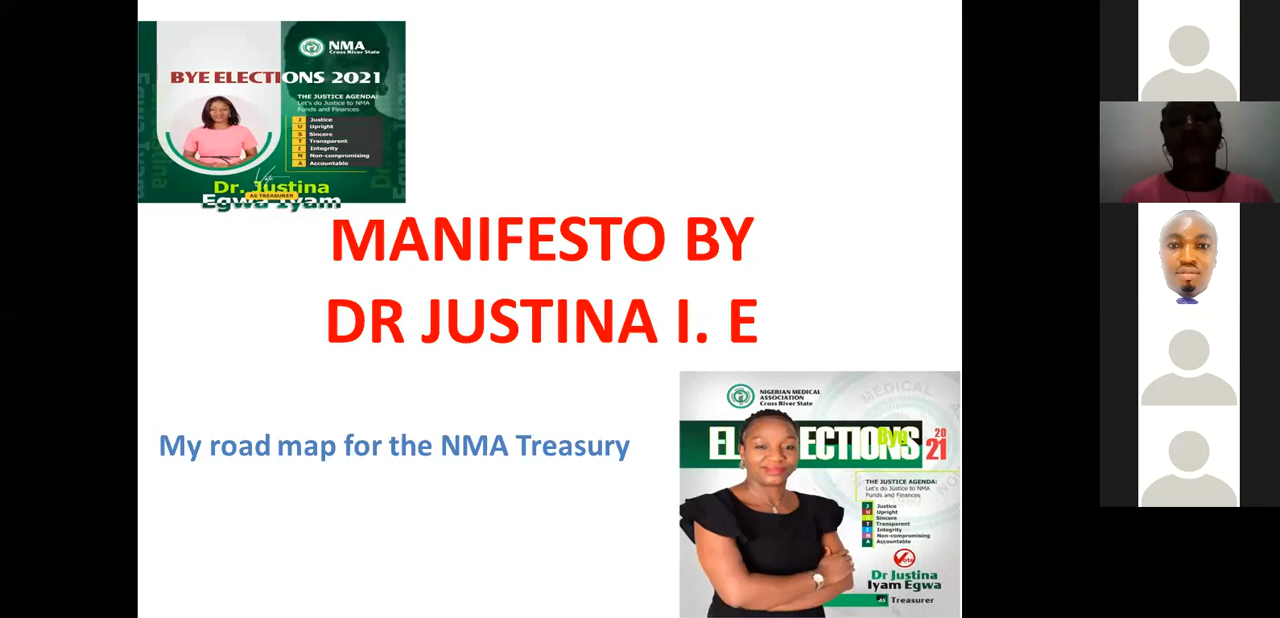 NMA
Cross River State
BYE ELECTIONS 2021
THE JUSTICE AGENDA:
Let's do Justice to NMA
Funds and Finances
J Justice
U Upright
S Sincere
T Transparent
I Integrity
N Non-compromising
A Accountable
Vote
Dr. Justina
AS TREASURER
Egwa Iyam
MANIFESTO BY
DR JUSTINA I. E
My road map for the NMA Treasury
NIGERIAN MEDICAL
ASSOCIATION
Cross River State
MEDICAL
ELECTIONS
Bye
20
21
THE JUSTICE AGENDA:
Let's do Justice to NMA
Funds and Finances
J Justice
U Upright
S Sincere
T Transparent
I Integrity
N Non-compromising
A Accountable
Vote
Dr Justina
Iyam Egwa
AS Treasurer